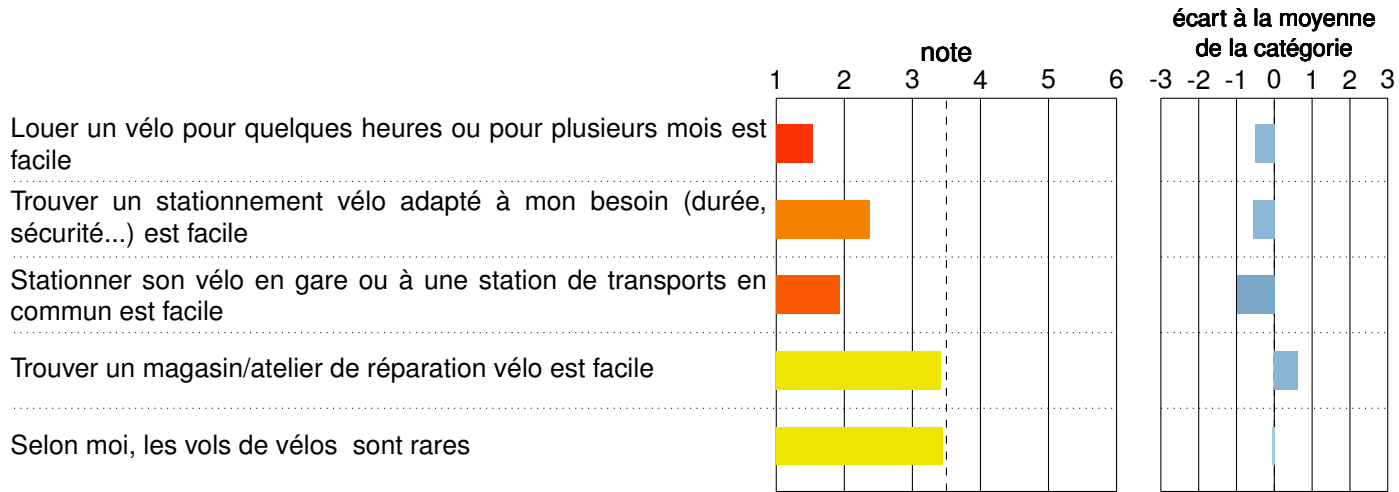 écart à la moyenne
de la catégorie
note
1 2 3 4 5 6
-3 -2 -1 0 1 2 3
Louer un vélo pour quelques heures ou pour plusieurs mois est
facile
Trouver un stationnement vélo adapté à mon besoin (durée,
sécurité...) est facile
Stationner son vélo en gare ou à une station de transports en
commun est facile
Trouver un magasin/atelier de réparation vélo est facile
Selon moi, les vols de vélos sont rares